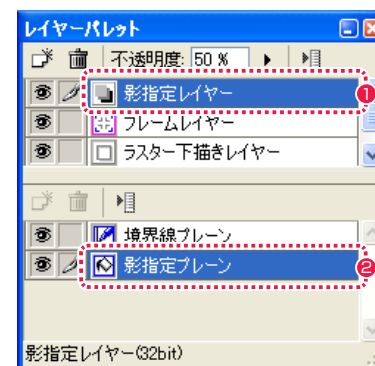 レイヤーパレット
不透明度: 50 %
影指定レイヤー
1
フレームレイヤー
ラスター下描きレイヤー
境界線プレーン
影指定プレーン
2
影指定レイヤー(32bit)